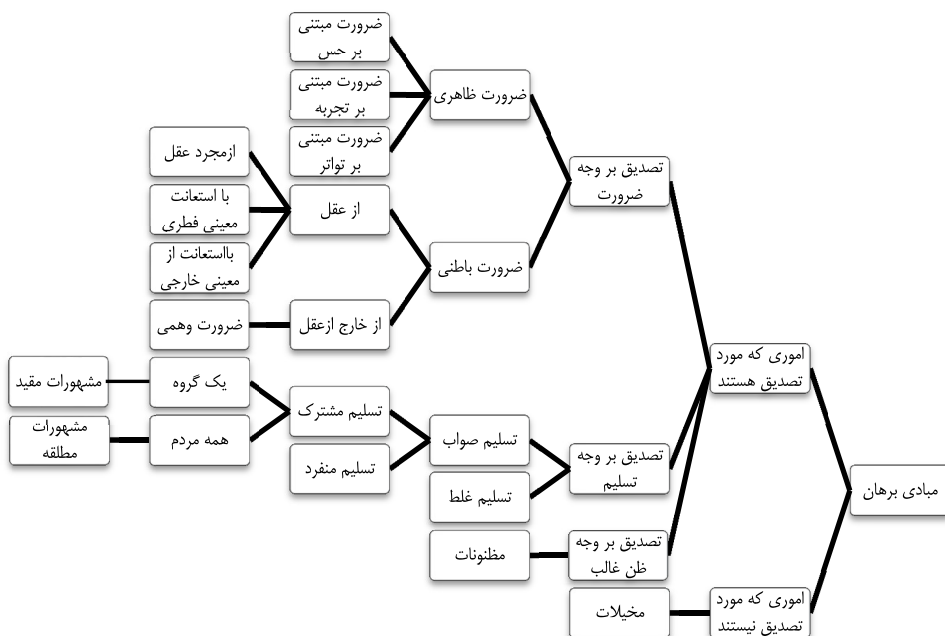 مبادی برهان
اموری که مورد
تصدیق هستند
تصدیق بر وجه
ضرورت
ضرورت ظاهری
ضرورت مبتنی
بر حس
ضرورت مبتنی
بر تجربه
ضرورت مبتنی
بر تواتر
ضرورت باطنی
از عقل
ازمجرد عقل
با استعانت
معینی فطری
بااستعانت از
معینی خارجی
از خارج ازعقل
ضرورت وهمی
تصدیق بر وجه
تسلیم
تسلیم صواب
تسلیم مشترک
یک گروه
مشهورات مقید
همه مردم
مشهورات
مطلقه
تسلیم منفرد
تسلیم غلط
تصدیق بر وجه
ظن غالب
مظنونات
اموری که مورد
تصدیق نیستند
مخیلات